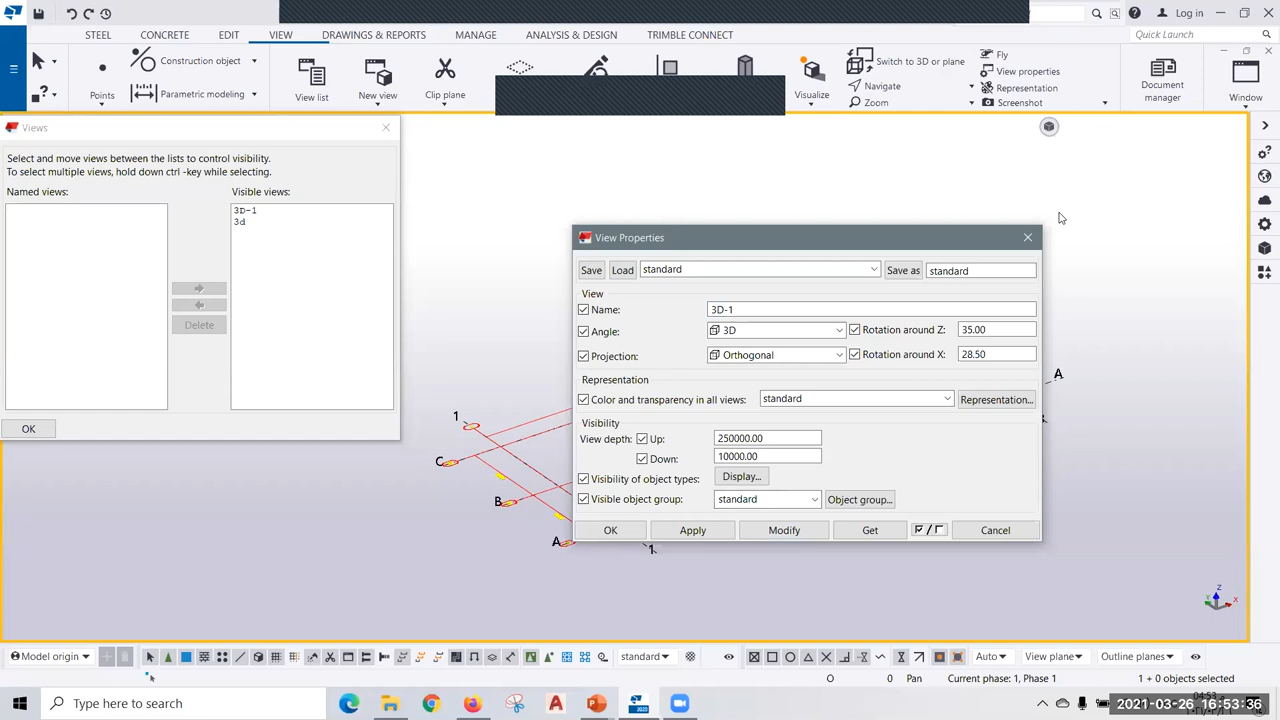 Log in
STEEL CONCRETE EDIT VIEW DRAWINGS & REPORTS MANAGE ANALYSIS & DESIGN TRIMBLE CONNECT
Quick Launch
Construction object
Points
Parametric modeling
View list
New view
Clip plane
Visualize
Switch to 3D or plane
Navigate
Zoom
Fly
View properties
Representation
Screenshot
Document
manager
Window
Views
Select and move views between the lists to control visibility.
To select multiple views, hold down ctrl -key while selecting.
Named views:
Visible views:
3D-1
3d
Delete
OK
View Properties
Save Load standard Save as standard
View
Name: 3D-1
Angle: 3D Rotation around Z: 35.00
Projection: Orthogonal Rotation around X: 28.50
Representation
Color and transparency in all views: standard Representation...
Visibility
View depth: Up: 250000.00
Down: 10000.00
Visibility of object types: Display...
Visible object group: standard Object group...
OK Apply Modify Get Cancel
1
C
B
A
1
A
Z
X
Model origin
standard
Auto
View plane
Outline planes
O 0 Pan Current phase: 1, Phase 1 1 + 0 objects selected
Type here to search
04:53
2021-03-26 16:53:36